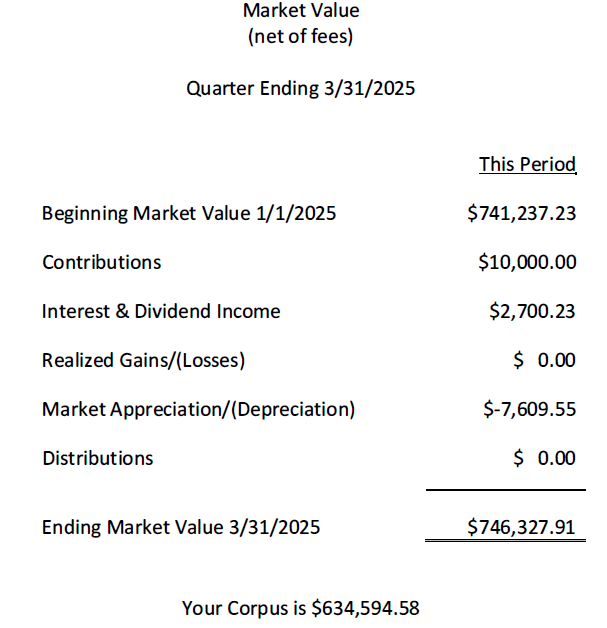 Market Value
(net of fees)
Quarter Ending 3/31/2025
This Period
Beginning Market Value 1/1/2025 $741,237.23
Contributions $10,000.00
Interest & Dividend Income $2,700.23
Realized Gains/(Losses) $ 0.00
Market Appreciation/(Depreciation) $-7,609.55
Distributions $ 0.00
Ending Market Value 3/31/2025 $746,327.91
Your Corpus is $634,594.58